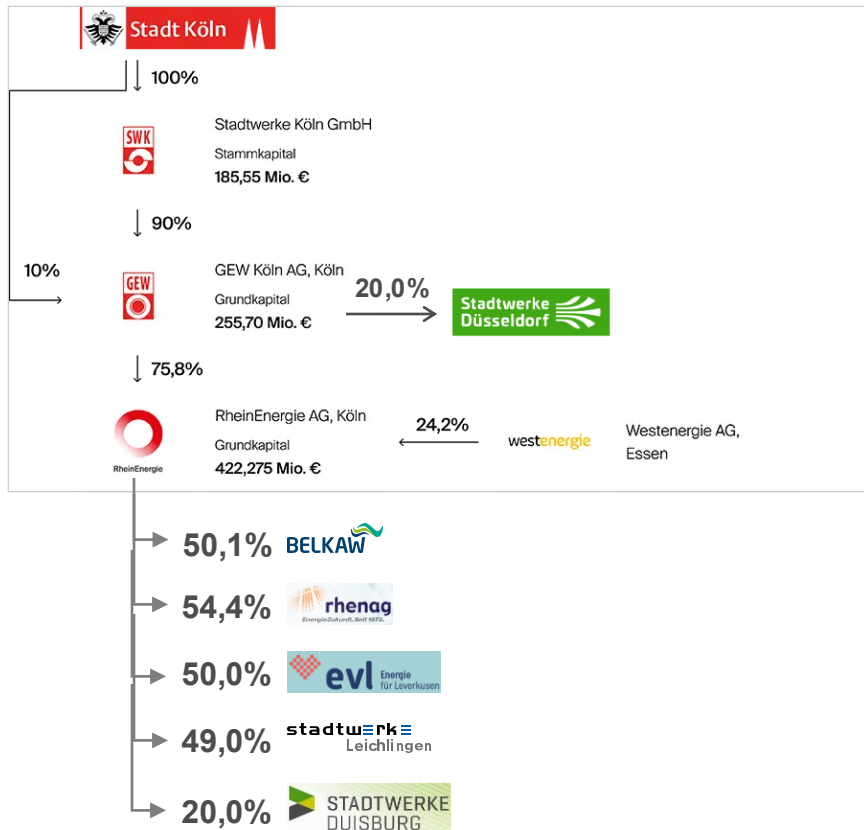 Stadt Köln
100%
SWK
Stadtwerke Köln GmbH
Stammkapital
185,55 Mio. €
90%
10%
GEW
GEW Köln AG, Köln
Grundkapital
255,70 Mio. €
20,0%
Stadtwerke
Düsseldorf
75,8%
RheinEnergie
RheinEnergie AG, Köln
Grundkapital
422,275 Mio. €
24,2%
westenergie
Westenergie AG,
Essen
50,1%
BELKAW
54,4%
rhenag
EnergieZukunft. Seit 1872.
50,0%
evl
Energie
für Leverkusen
49,0%
stadtwerke
Leichlingen
20,0%
STADTWERKE
DUISBURG